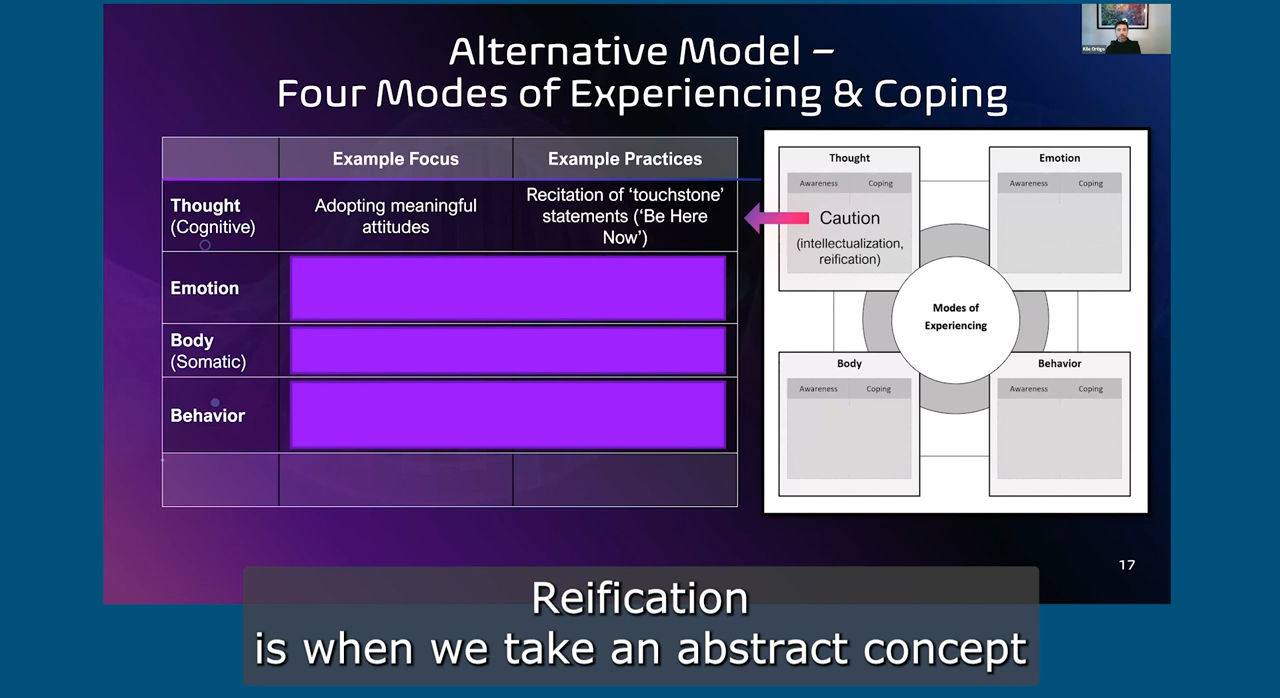 Alternative Model –
Four Modes of Experiencing & Coping
Kile Ortigo
Example Focus
Example Practices
Thought
(Cognitive)
Adopting meaningful
attitudes
Recitation of ‘touchstone’
statements (‘Be Here
Now’)
Emotion
Body
(Somatic)
Behavior
Thought
Awareness
Coping
Caution
(intellectualization,
reification)
Emotion
Awareness
Coping
Modes of
Experiencing
Body
Awareness
Coping
Behavior
Awareness
Coping
17
Reification
is when we take an abstract concept